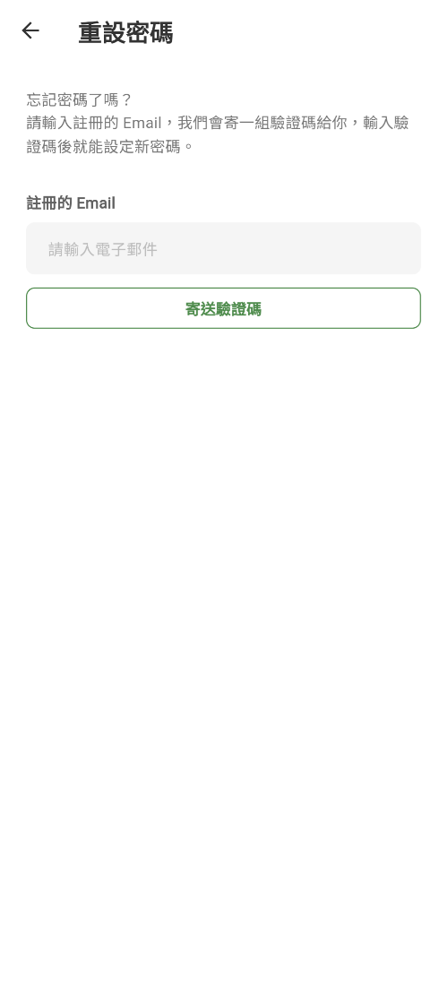 重設密碼
忘記密碼了嗎？
請輸入註冊的 Email，我們會寄一組驗證碼給你，輸入驗
證碼後就能設定新密碼。
註冊的 Email
請輸入電子郵件
寄送驗證碼